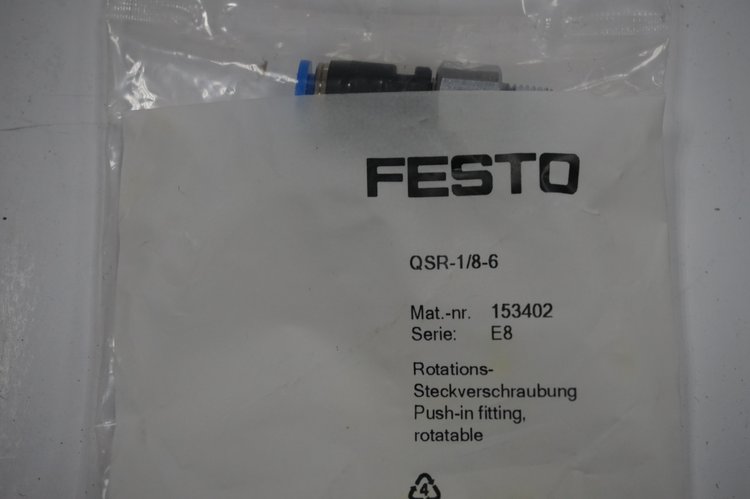 FESTO
QSR-1/8-6
Mat.-nr. 153402
Serie: E8
Rotations-
Steckverschraubung
Push-in fitting,
rotatable
4